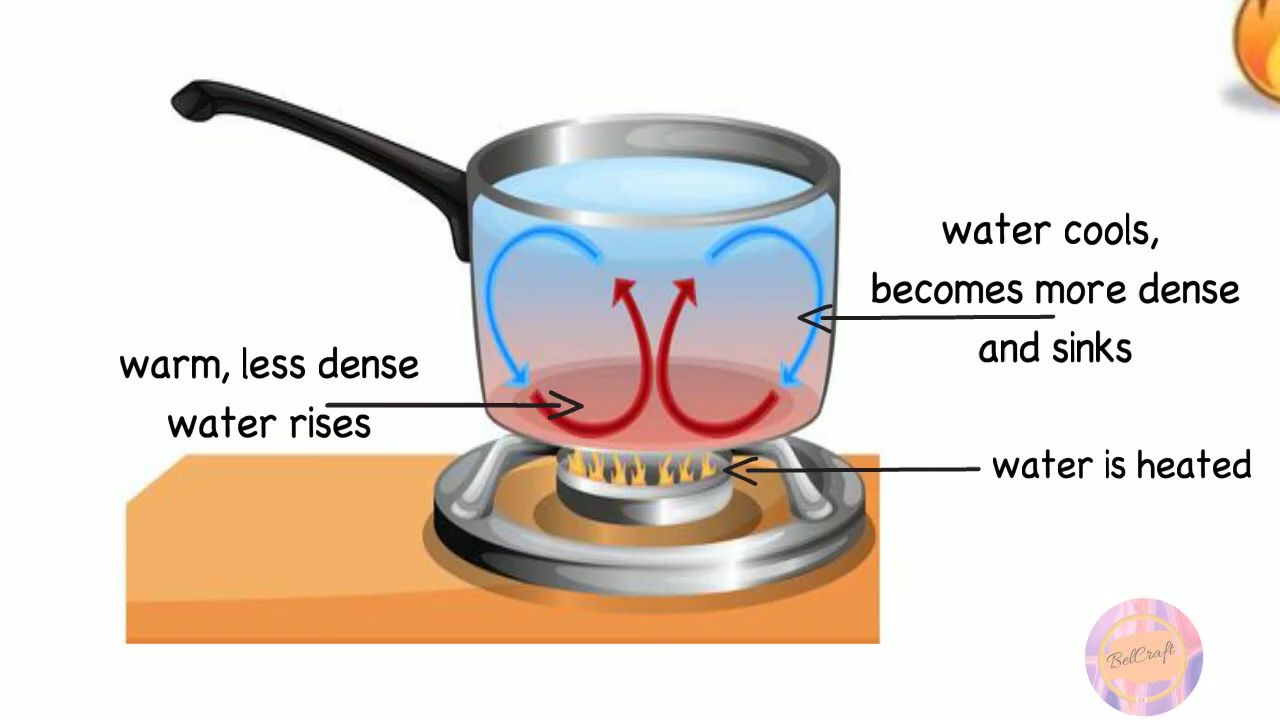 water cools,
becomes more dense
and sinks
warm, less dense
water rises
water is heated
BelCraft